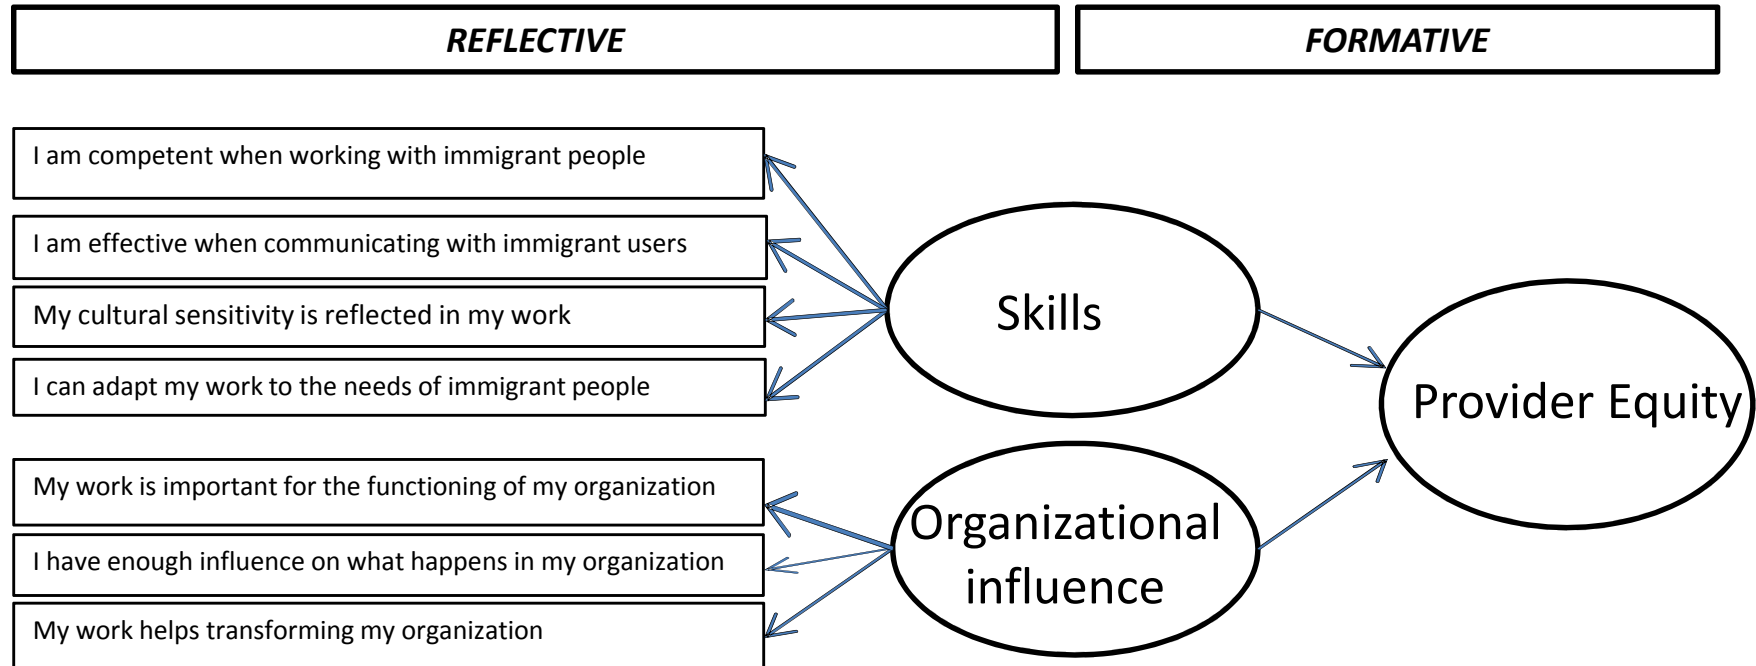 REFLECTIVE
FORMATIVE
I am competent when working with immigrant people
I am effective when communicating with immigrant users
My cultural sensitivity is reflected in my work
I can adapt my work to the needs of immigrant people
My work is important for the functioning of my organization
I have enough influence on what happens in my organization
My work helps transforming my organization
Skills
Organizational
influence
Provider Equity